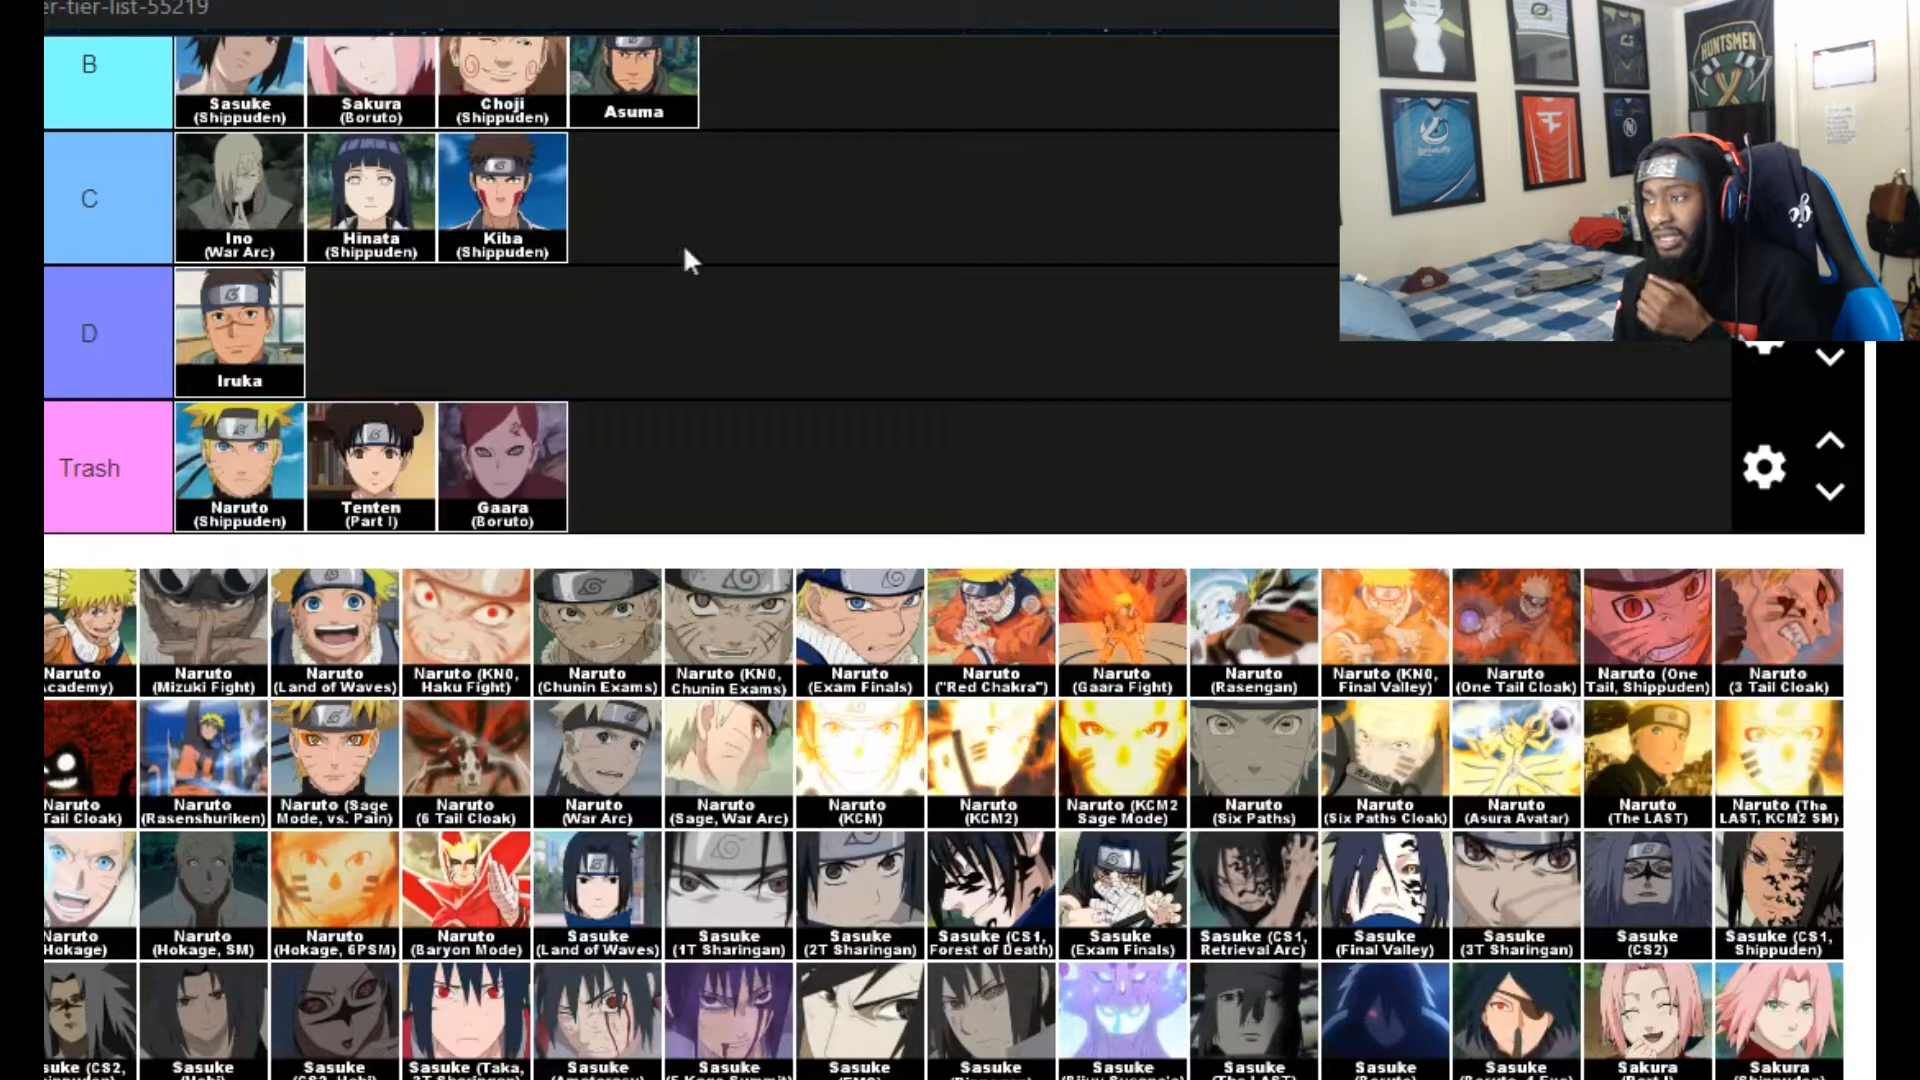 er-tier-list-55219
HUNTSMEN
B
Sasuke
(Shippuden)
Sakura
(Boruto)
Choji
(Shippuden)
Asuma
C
Ino
(War Arc)
Hinata
(Shippuden)
Kiba
(Shippuden)
D
Iruka
Trash
Naruto
(Shippuden)
Tenten
(Part I)
Gaara
(Boruto)
Naruto
cademy)
Naruto
(Mizuki Fight)
Naruto
(Land of Waves)
Naruto (KN0,
Haku Fight)
Naruto
(Chunin Exams)
Naruto (KN0,
Chunin Exams)
Naruto
(Exam Finals)
Naruto
("Red Chakra")
Naruto
(Gaara Fight)
Naruto
(Rasengan)
Naruto (KN0,
Final Valley)
Naruto
(One Tail Cloak)
Naruto (One
Tail, Shippuden)
Naruto
(3 Tail Cloak)
Naruto
Tail Cloak)
Naruto
(Rasenshuriken)
Naruto (Sage
Mode, vs. Pain)
Naruto
(6 Tail Cloak)
Naruto
(War Arc)
Naruto
(Sage, War Arc)
Naruto
(KCM)
Naruto
(KCM2)
Naruto (KCM2
Sage Mode)
Naruto
(Six Paths)
Naruto
(Six Paths Cloak)
Naruto
(Asura Avatar)
Naruto
(The LAST)
Naruto (The
LAST, KCM2 SM)
Naruto
Hokage)
Naruto
(Hokage, SM)
Naruto
(Hokage, 6PSM)
Naruto
(Baryon Mode)
Sasuke
(Land of Waves)
Sasuke
(1T Sharingan)
Sasuke
(2T Sharingan)
Sasuke (CS1,
Forest of Death)
Sasuke
(Exam Finals)
Sasuke (CS1,
Retrieval Arc)
Sasuke
(Final Valley)
Sasuke
(3T Sharingan)
Sasuke
(CS2)
Sasuke (CS1,
Shippuden)
suke (CS2,
Sasuke
Sasuke
Sasuke (Taka,
Sasuke
Sasuke
Sasuke
Sasuke
Sasuke
Sasuke
Sasuke
Sasuke
Sakura
Sakura